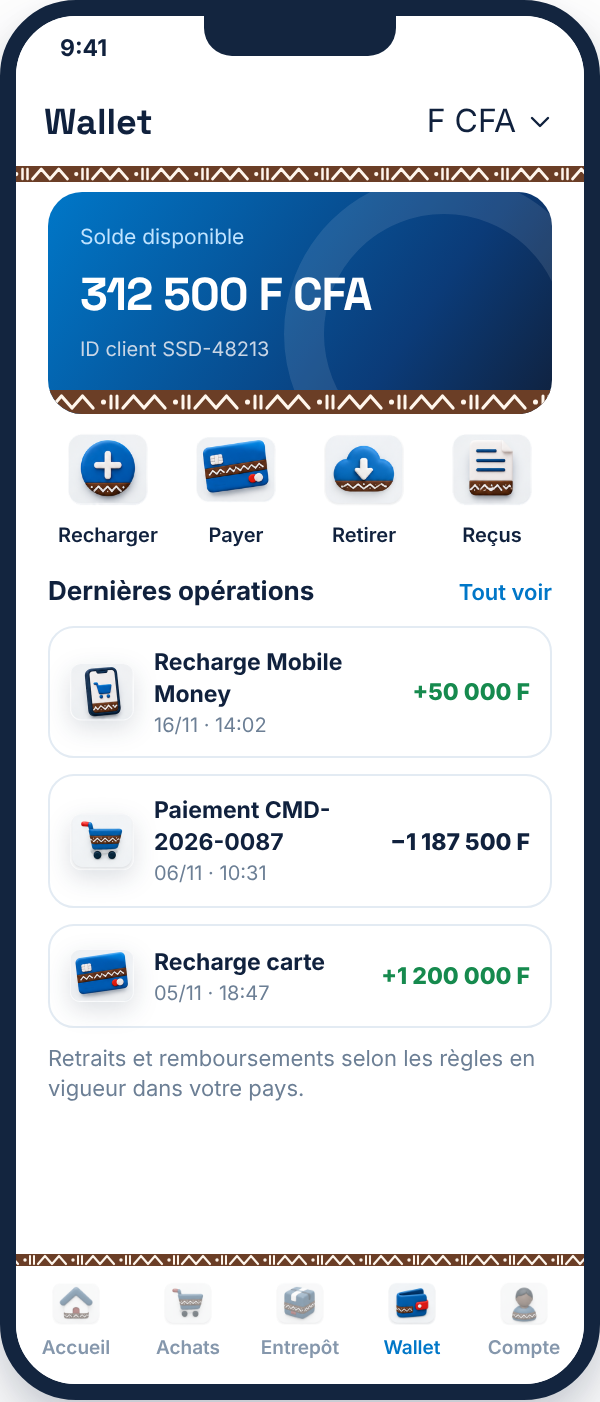 9:41
Wallet
F CFA
Solde disponible
312 500 F CFA
ID client SSD-48213
Recharger
Payer
Retirer
Reçus
Dernières opérations
Tout voir
Recharge Mobile
Money
16/11 · 14:02
+50 000 F
Paiement CMD-
2026-0087
06/11 · 10:31
−1 187 500 F
Recharge carte
05/11 · 18:47
+1 200 000 F
Retraits et remboursements selon les règles en
vigueur dans votre pays.
Accueil
Achats
Entrepôt
Wallet
Compte